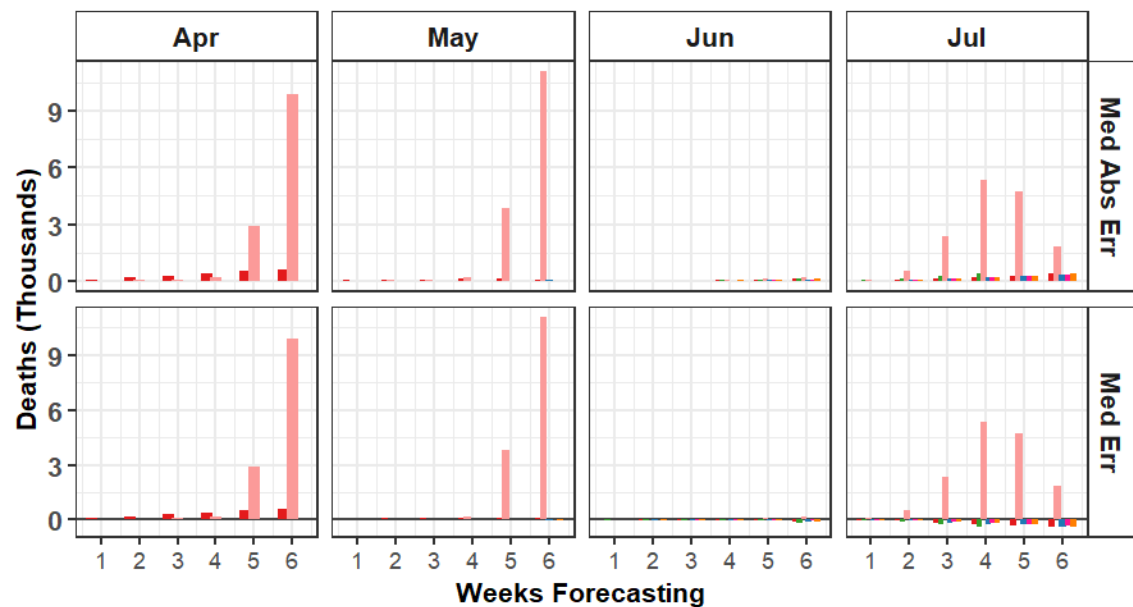 Apr May Jun Jul
Deaths (Thousands)
9
6
3
0
Med Abs Err
9
6
3
0
Med Err
1 2 3 4 5 6 1 2 3 4 5 6 1 2 3 4 5 6 1 2 3 4 5 6
Weeks Forecasting